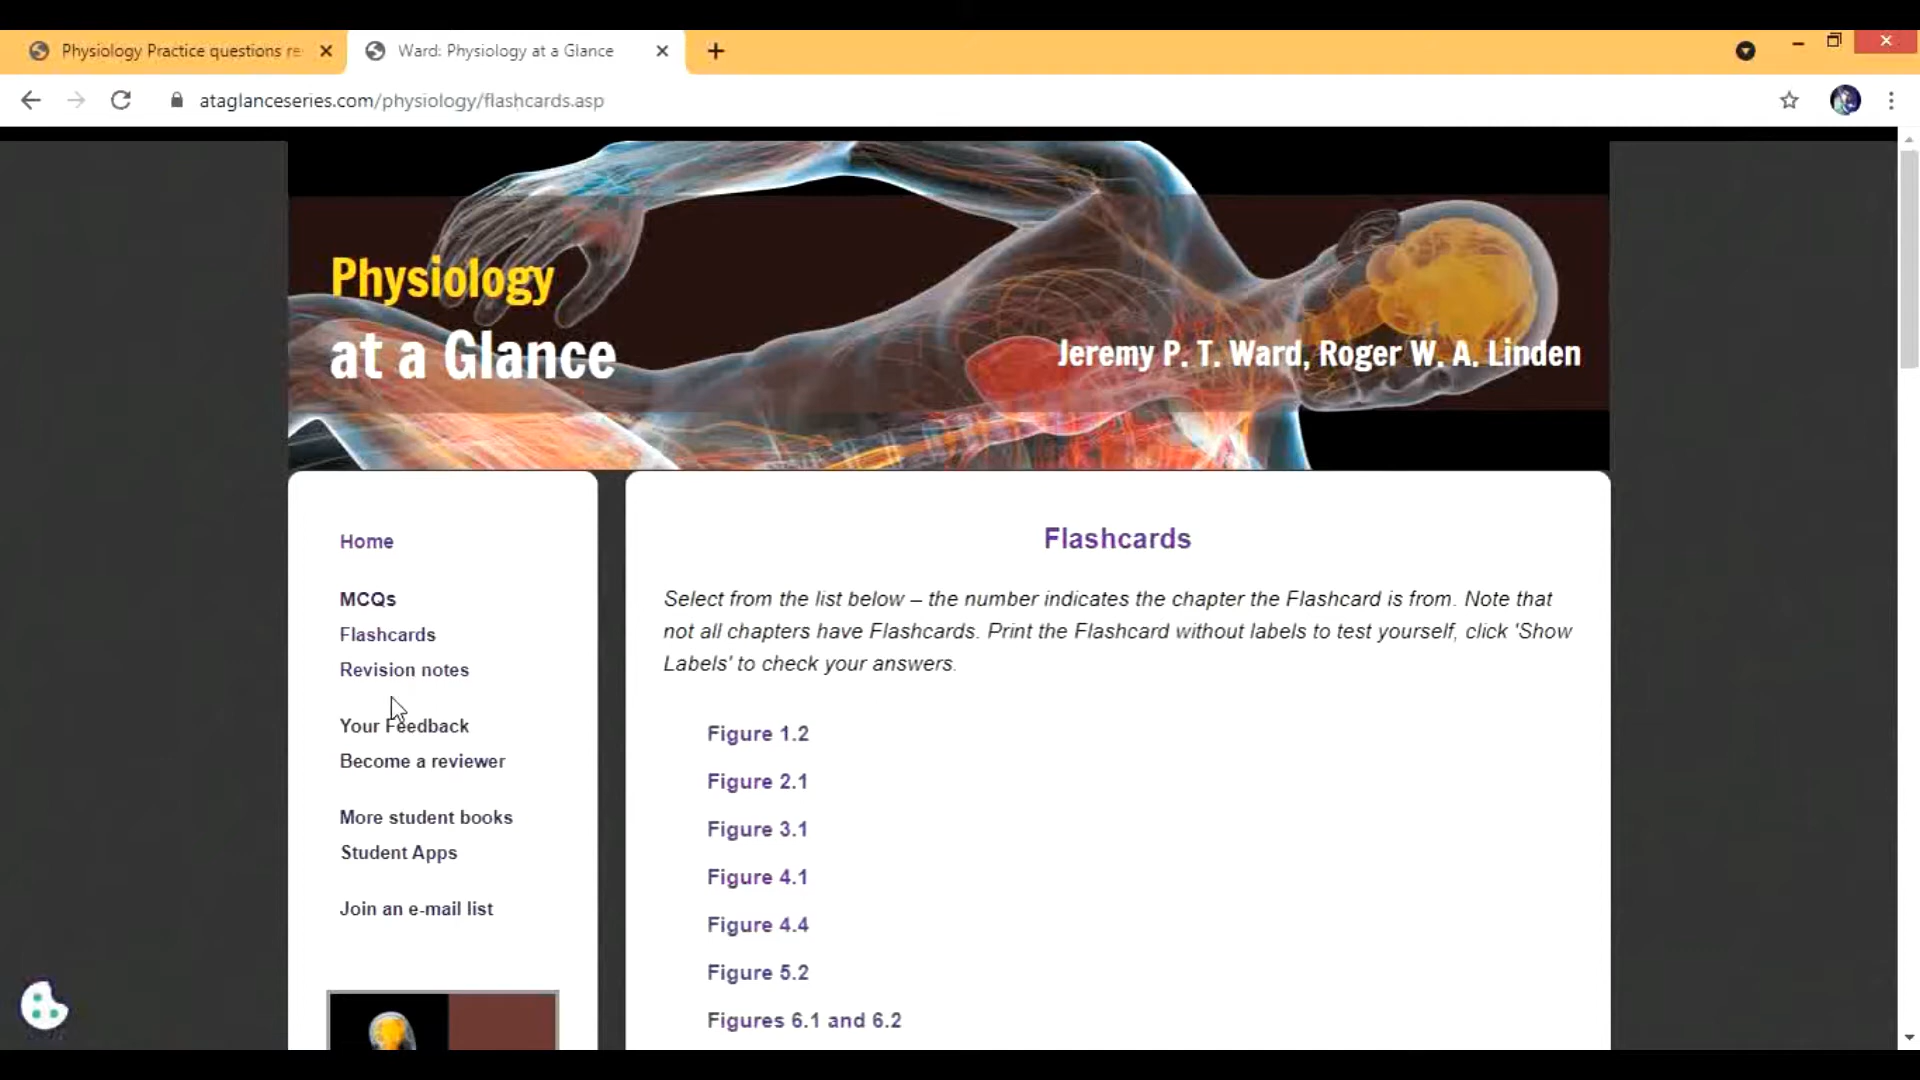 Physiology Practice questions re
Ward: Physiology at a Glance
ataglanceseries.com/physiology/flashcards.asp
Physiology
at a Glance
Jeremy P. T. Ward, Roger W. A. Linden
Home
MCQs
Flashcards
Revision notes
Your Feedback
Become a reviewer
More student books
Student Apps
Join an e-mail list
Flashcards
Select from the list below – the number indicates the chapter the Flashcard is from. Note that
not all chapters have Flashcards. Print the Flashcard without labels to test yourself, click 'Show
Labels' to check your answers.
Figure 1.2
Figure 2.1
Figure 3.1
Figure 4.1
Figure 4.4
Figure 5.2
Figures 6.1 and 6.2